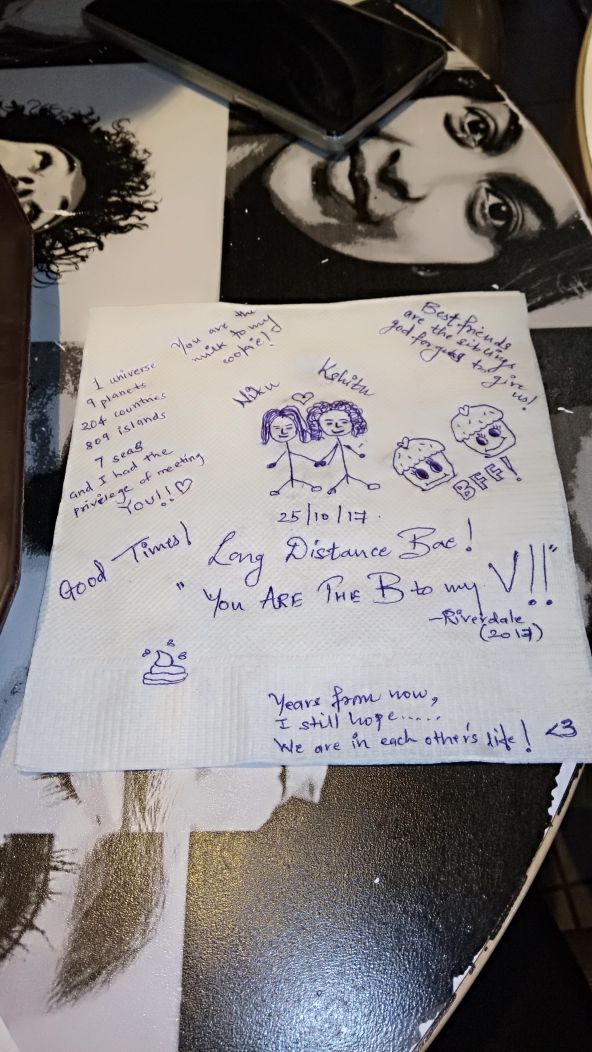 You are the
milk to my
cookie!
Best friends
are the siblings
god forgets to give
us!
1 universe
9 planets
204 countries
809 islands
7 seas
and I had the
privelege of meeting
YOU!!♡
Niku
Kshitu
BFF!
25/10/17.
Good Times!
Long Distance Bae!
"You ARE THE B to my V!!"
-Riverdale
(2017)
Years from now,
I still hope.....
We are in each other's life! <3